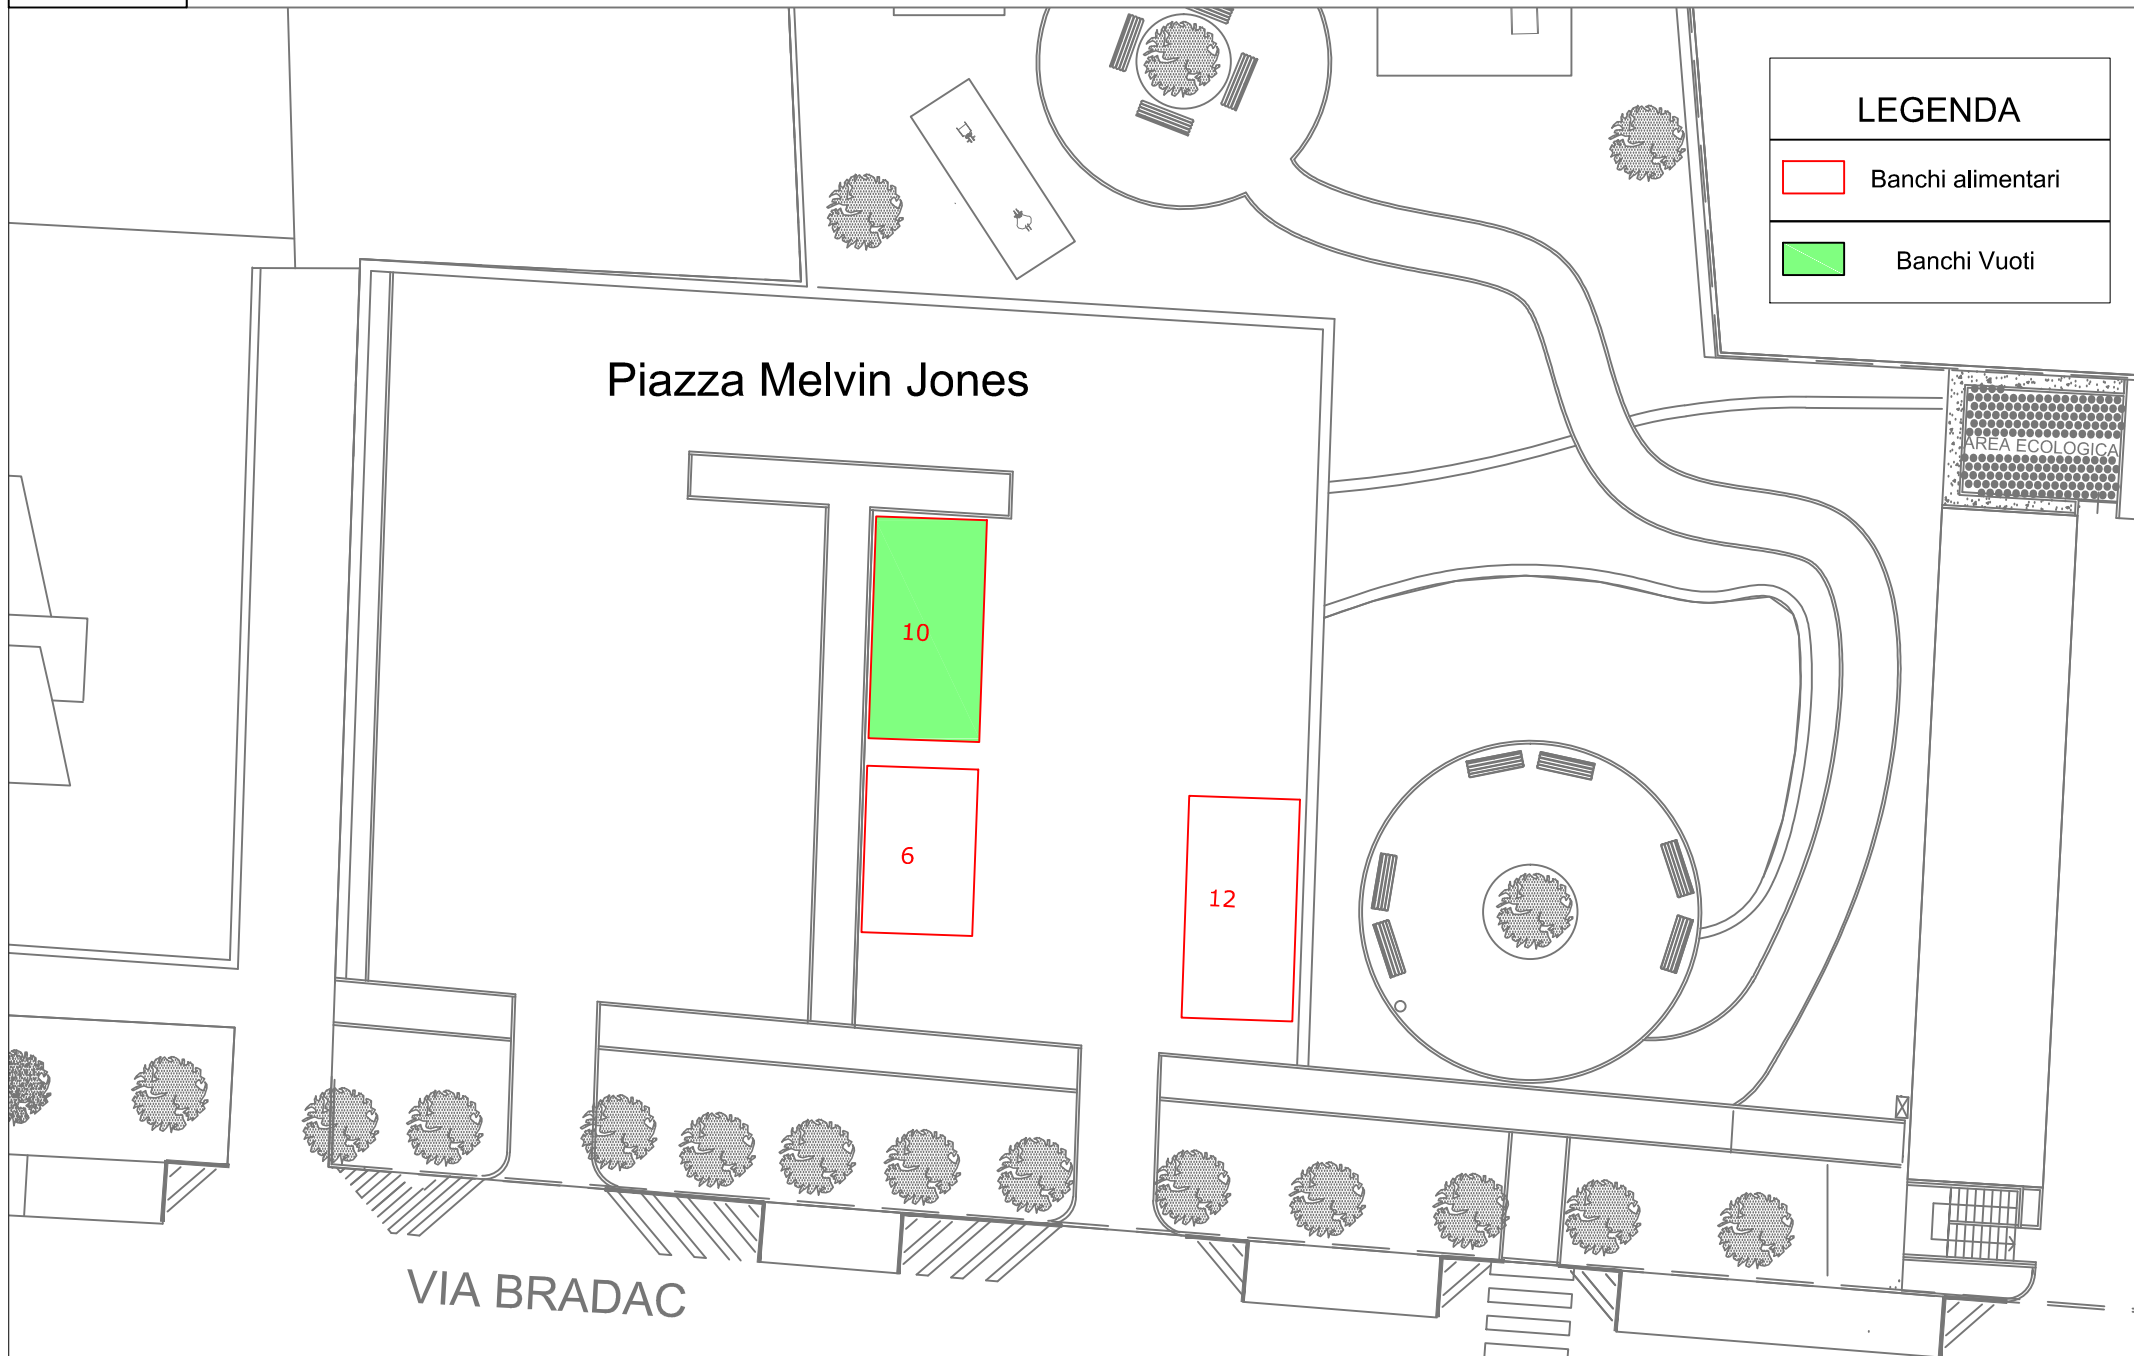 LEGENDA
Banchi alimentari
Banchi Vuoti
Piazza Melvin Jones
AREA ECOLOGICA
10
6
12
VIA BRADAC